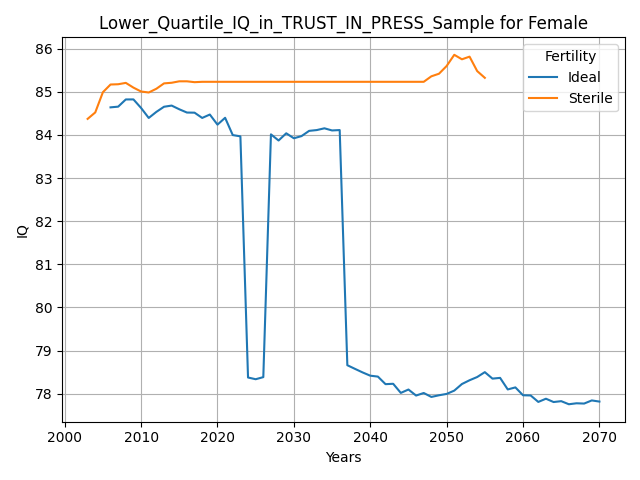 Lower_Quartile_IQ_in_TRUST_IN_PRESS_Sample for Female
86
85
84
83
82
81
80
79
78
IQ
Fertility
Ideal
Sterile
2000 2010 2020 2030 2040 2050 2060 2070
Years